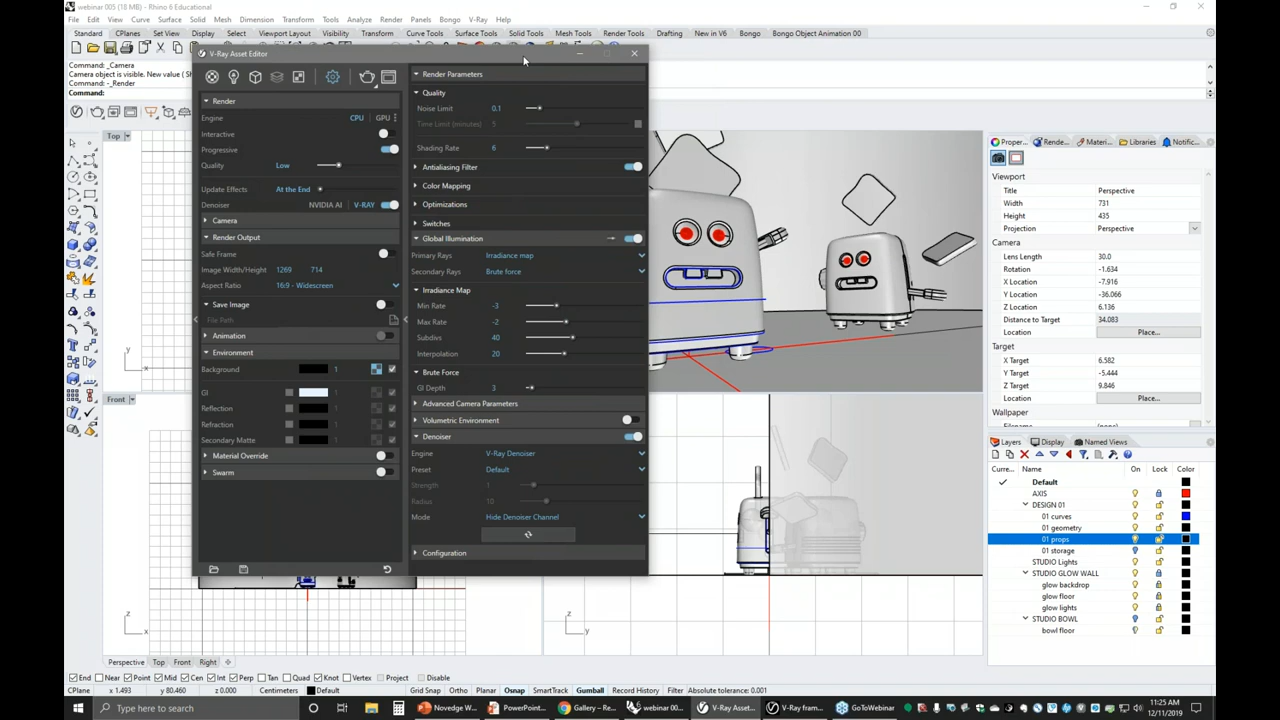 webinar 005 (18 MB) - Rhino 6 Educational
File Edit View Curve Surface Solid Mesh Dimension Transform Tools Analyze Render Panels Bongo V-Ray Help
Standard CPlanes Set View Display Select Viewport Layout Visibility Transform Curve Tools Surface Tools Solid Tools Mesh Tools Render Tools Drafting New in V6 Bongo Bongo Object Animation 00
V-Ray Asset Editor
Command: _Camera
Camera object is visible. New value (
Command: -_Render
Command:
Top
Front
Render
Engine CPU GPU
Interactive
Progressive
Quality Low
Update Effects At the End
Denoiser NVIDIA AI V-RAY
Camera
Render Output
Safe Frame
Image Width/Height 1269 714
Aspect Ratio 16:9 - Widescreen
Save Image
File Path
Animation
Environment
Background 1
GI 1
Reflection 1
Refraction 1
Secondary Matte 1
Material Override
Swarm
Render Parameters
Quality
Noise Limit 0.1
Time Limit (minutes) 5
Shading Rate 6
Antialiasing Filter
Color Mapping
Optimizations
Switches
Global Illumination
Primary Rays Irradiance map
Secondary Rays Brute force
Irradiance Map
Min Rate -3
Max Rate -2
Subdivs 40
Interpolation 20
Brute Force
GI Depth 3
Advanced Camera Parameters
Volumetric Environment
Denoiser
Engine V-Ray Denoiser
Preset Default
Strength 1
Radius 10
Mode Hide Denoiser Channel
Configuration
Proper... Rende... Materi... Libraries Notific...
Viewport
Title Perspective
Width 731
Height 435
Projection Perspective
Camera
Lens Length 30.0
Rotation -1.634
X Location -7.916
Y Location -36.066
Z Location 6.136
Distance to Target 34.083
Location Place...
Target
X Target 6.582
Y Target -5.444
Z Target 9.846
Location Place...
Wallpaper
Layers Display Named Views
Curre... Name On Lock Color
Default
AXIS
DESIGN 01
01 curves
01 geometry
01 props
01 storage
STUDIO Lights
STUDIO GLOW WALL
glow backdrop
glow floor
glow lights
STUDIO BOWL
bowl floor
y
x
z
x
z
y
Perspective Top Front Right
End Near Point Mid Cen Int Perp Tan Quad Knot Vertex Project Disable
CPlane x 1.493 y 80.460 z 0.000 Centimeters Default Grid Snap Ortho Planar Osnap SmartTrack Gumball Record History Filter Absolute tolerance: 0.001
Type here to search
Novedge W... PowerPoint... Gallery – Re... webinar 00... V-Ray Asset... V-Ray fram... GoToWebinar
11:25 AM
12/11/2019